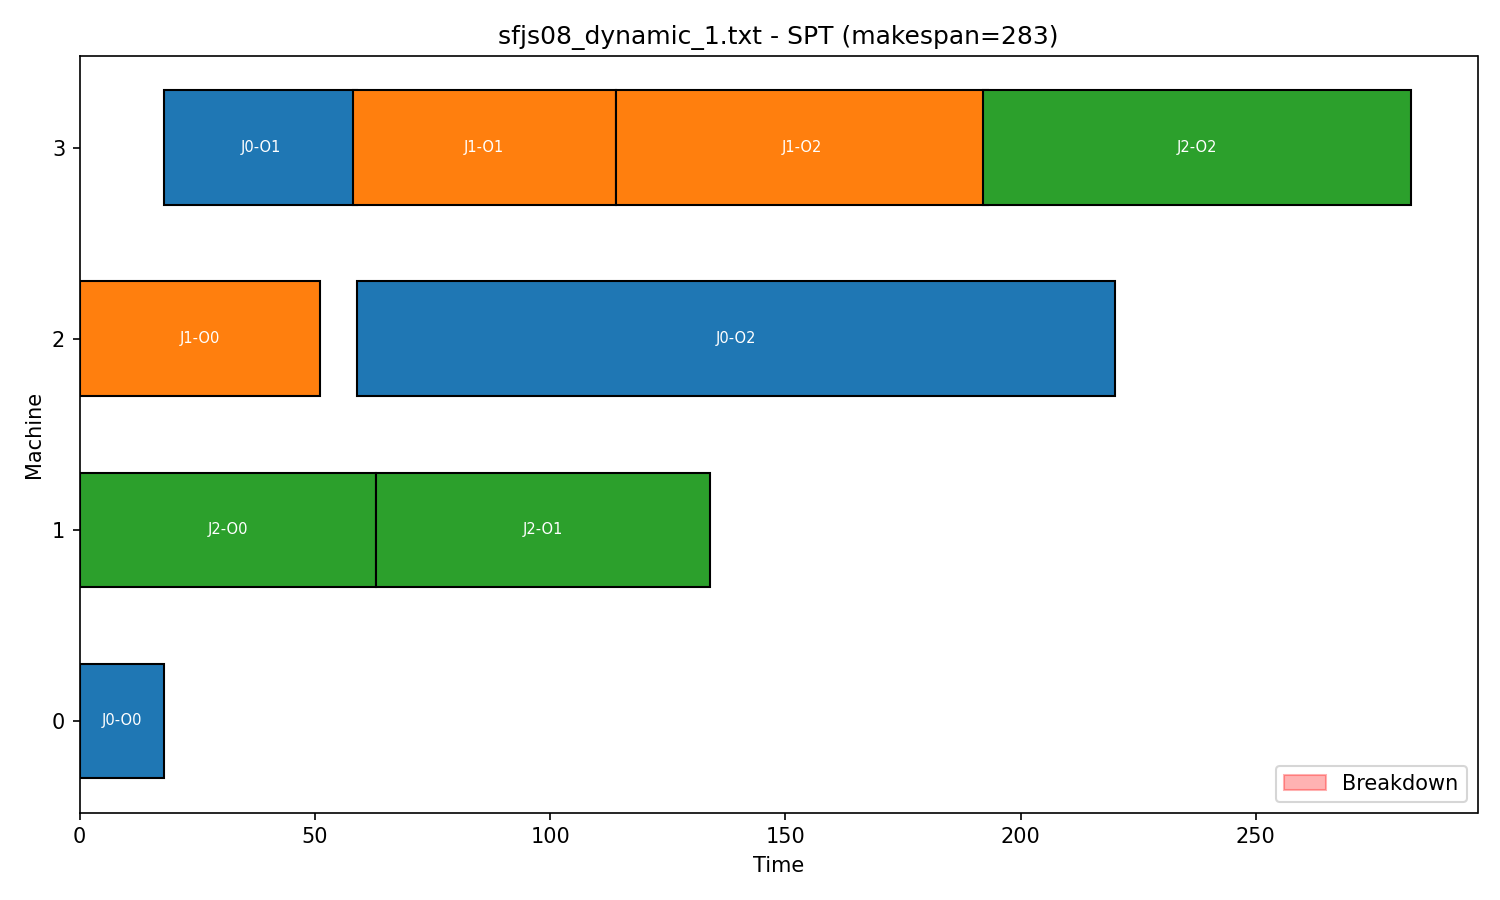 sfjs08_dynamic_1.txt - SPT (makespan=283)
3
J0-O1 J1-O1 J1-O2 J2-O2
2
J1-O0 J0-O2
Machine
1
J2-O0 J2-O1
0
J0-O0
Breakdown
0 50 100 150 200 250
Time